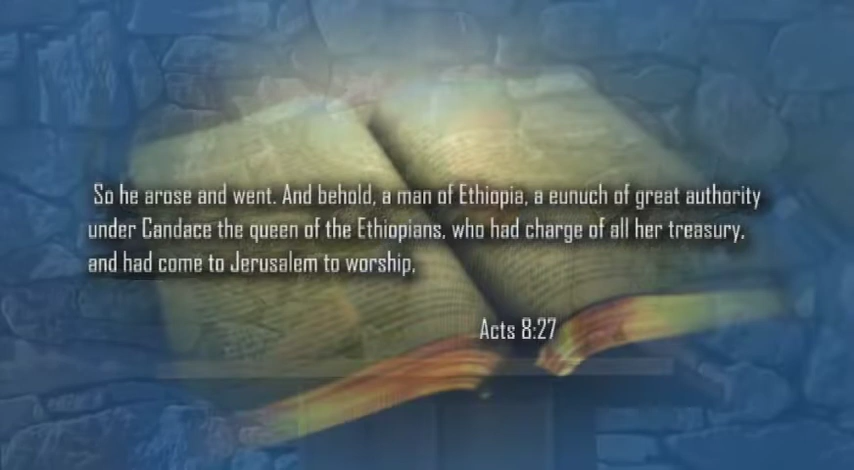 So he arose and went. And behold, a man of Ethiopia, a eunuch of great authority
under Candace the queen of the Ethiopians, who had charge of all her treasury,
and had come to Jerusalem to worship,
Acts 8:27